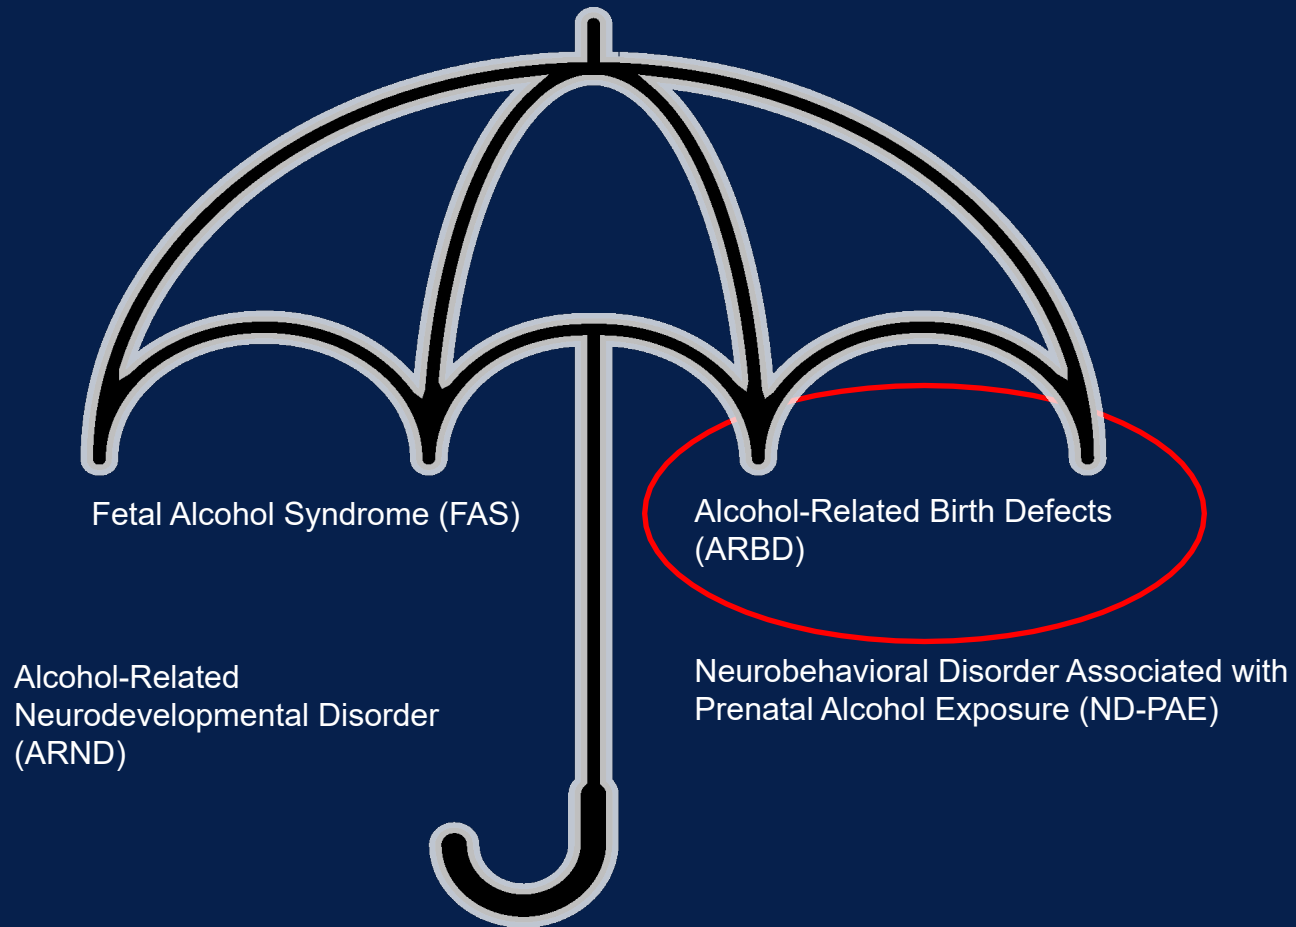 Fetal Alcohol Syndrome (FAS)
Alcohol-Related Birth Defects
(ARBD)
Alcohol-Related
Neurodevelopmental Disorder
(ARND)
Neurobehavioral Disorder Associated with
Prenatal Alcohol Exposure (ND-PAE)